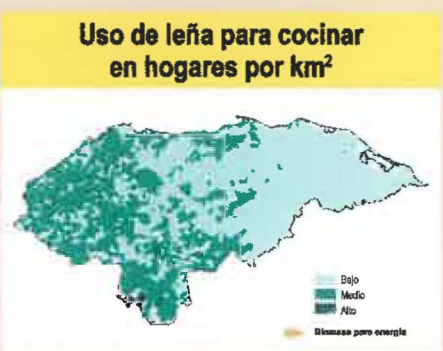 Uso de leña para cocinar
en hogares por km²
Bajo
Medio
Alto
Biomasa para energía